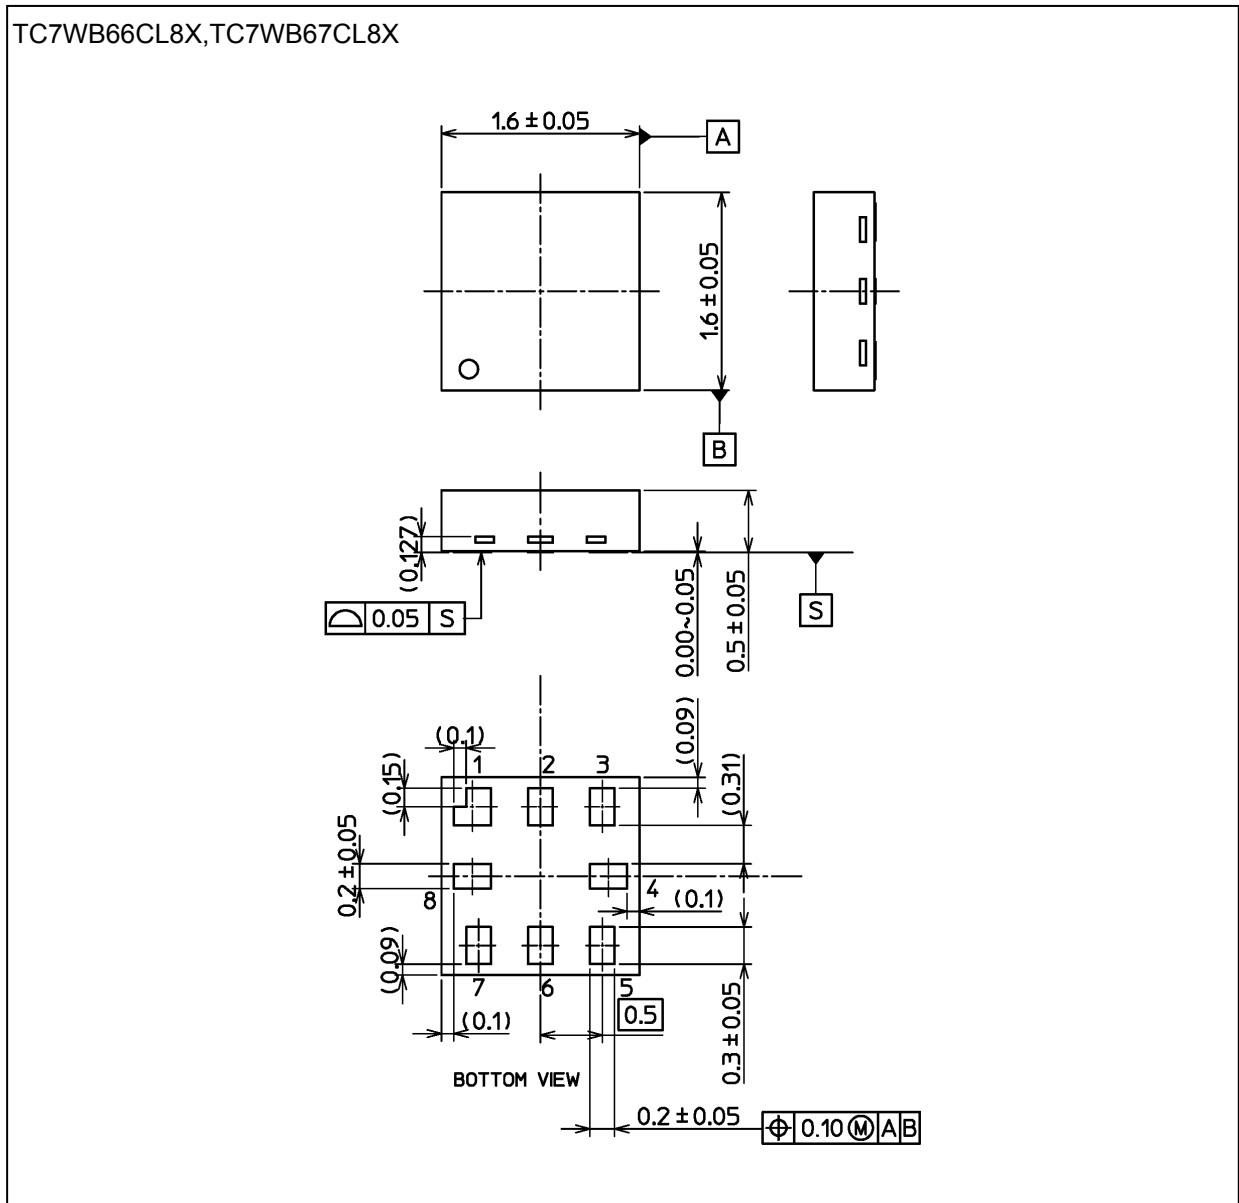 TC7WB66CL8X,TC7WB67CL8X
1.6±0.05
A
1.6±0.05
B
(0.127)
0.05 S
0.00~0.05
0.5±0.05
S
(0.1)
(0.09)
1 2 3
(0.15)
(0.31)
0.2±0.05
8
4
(0.1)
(0.09)
7 6 5
(0.1)
0.5
0.3±0.05
BOTTOM VIEW
0.2±0.05
⌖ 0.10 Ⓜ A B